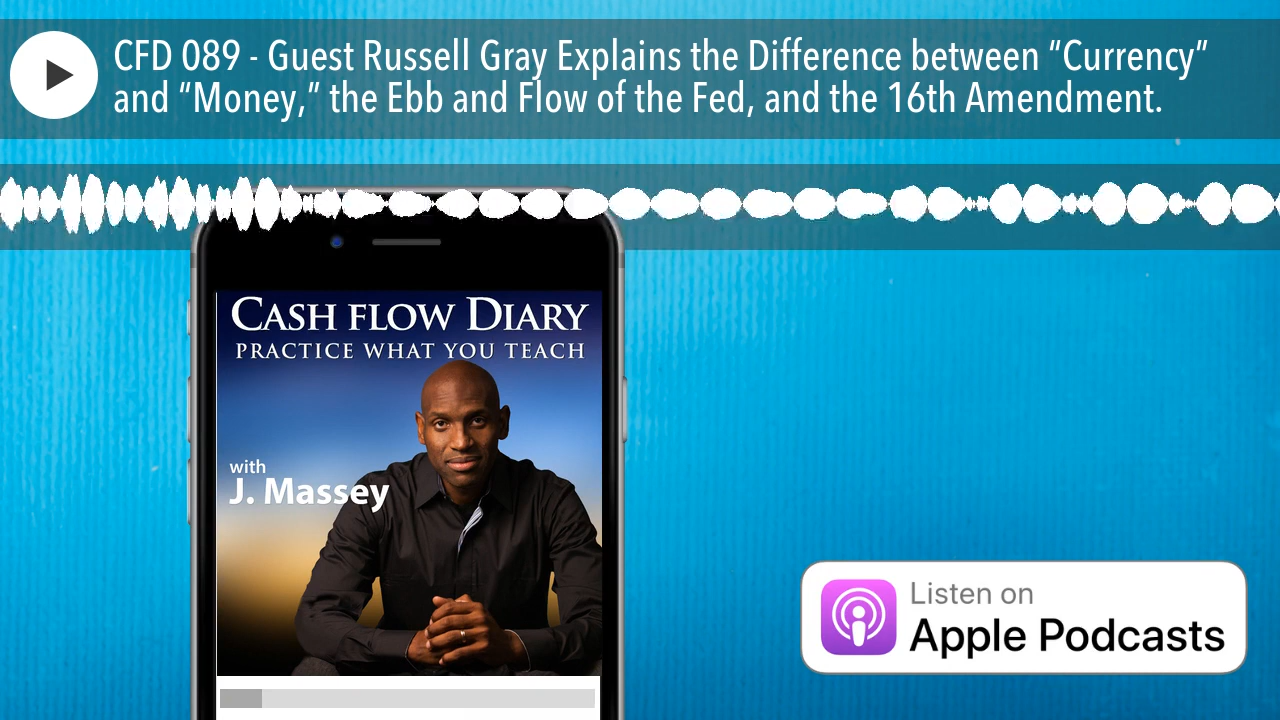 CFD 089 - Guest Russell Gray Explains the Difference between “Currency”
and “Money,” the Ebb and Flow of the Fed, and the 16th Amendment.
CASH FLOW DIARY
PRACTICE WHAT YOU TEACH
with
J. Massey
Listen on
Apple Podcasts